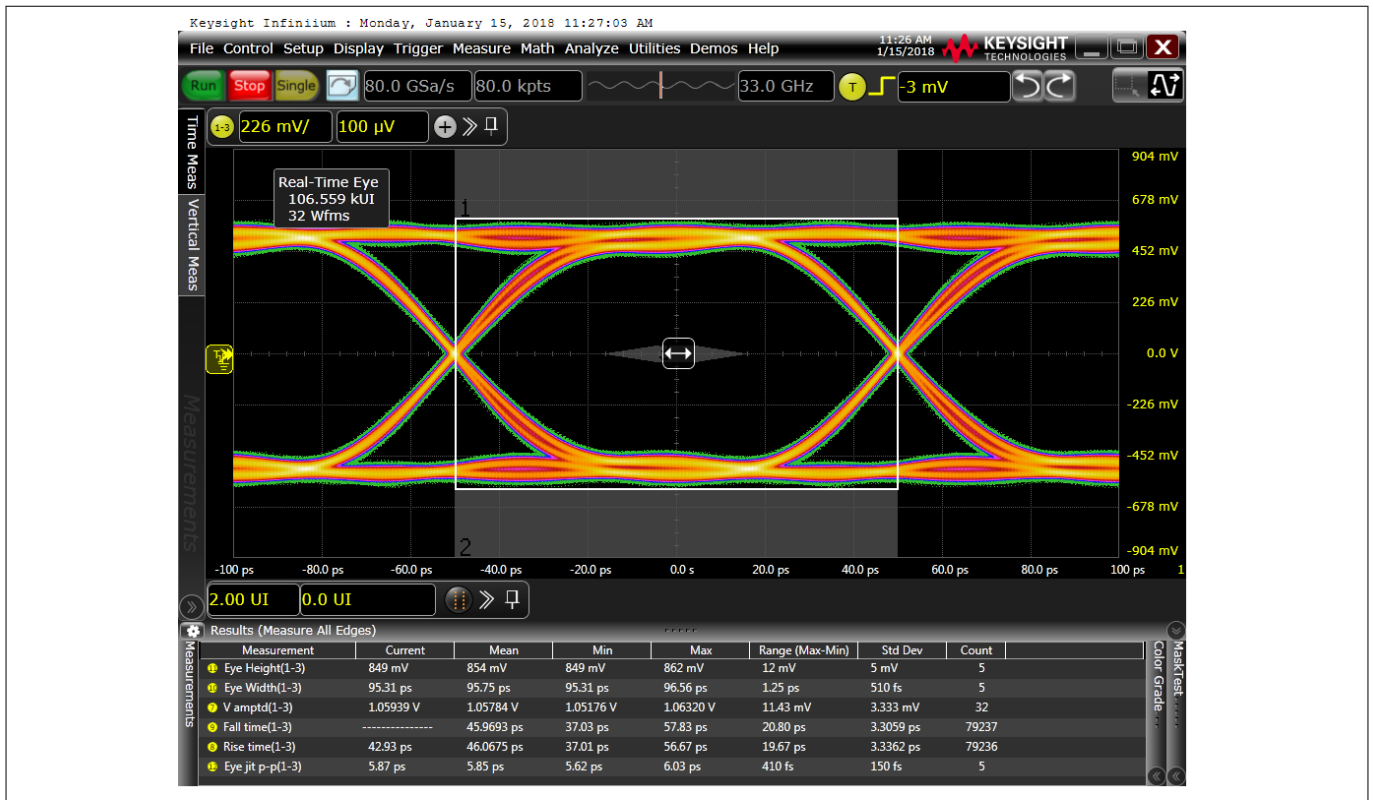 Keysight Infiniium : Monday, January 15, 2018 11:27:03 AM
File Control Setup Display Trigger Measure Math Analyze Utilities Demos Help
11:26 AM
1/15/2018
KEYSIGHT
TECHNOLOGIES
Run Stop Single 80.0 GSa/s 80.0 kpts 33.0 GHz T -3 mV
1-3 226 mV/ 100 µV
Time Meas
Vertical Meas
Measurements
Real-Time Eye
106.559 kUI
32 Wfms
1
2
904 mV
678 mV
452 mV
226 mV
0.0 V
-226 mV
-452 mV
-678 mV
-904 mV
-100 ps -80.0 ps -60.0 ps -40.0 ps -20.0 ps 0.0 s 20.0 ps 40.0 ps 60.0 ps 80.0 ps 100 ps 1
2.00 UI 0.0 UI
Results (Measure All Edges)
Measurements
Measurement Current Mean Min Max Range (Max-Min) Std Dev Count
Eye Height(1-3) 849 mV 854 mV 849 mV 862 mV 12 mV 5 mV 5
Eye Width(1-3) 95.31 ps 95.75 ps 95.31 ps 96.56 ps 1.25 ps 510 fs 5
V amptd(1-3) 1.05939 V 1.05784 V 1.05176 V 1.06320 V 11.43 mV 3.333 mV 32
Fall time(1-3) --------------- 45.9693 ps 37.03 ps 57.83 ps 20.80 ps 3.3059 ps 79237
Rise time(1-3) 42.93 ps 46.0675 ps 37.01 ps 56.67 ps 19.67 ps 3.3362 ps 79236
Eye jit p-p(1-3) 5.87 ps 5.85 ps 5.62 ps 6.03 ps 410 fs 150 fs 5
Color Grade ...
MaskTest ...